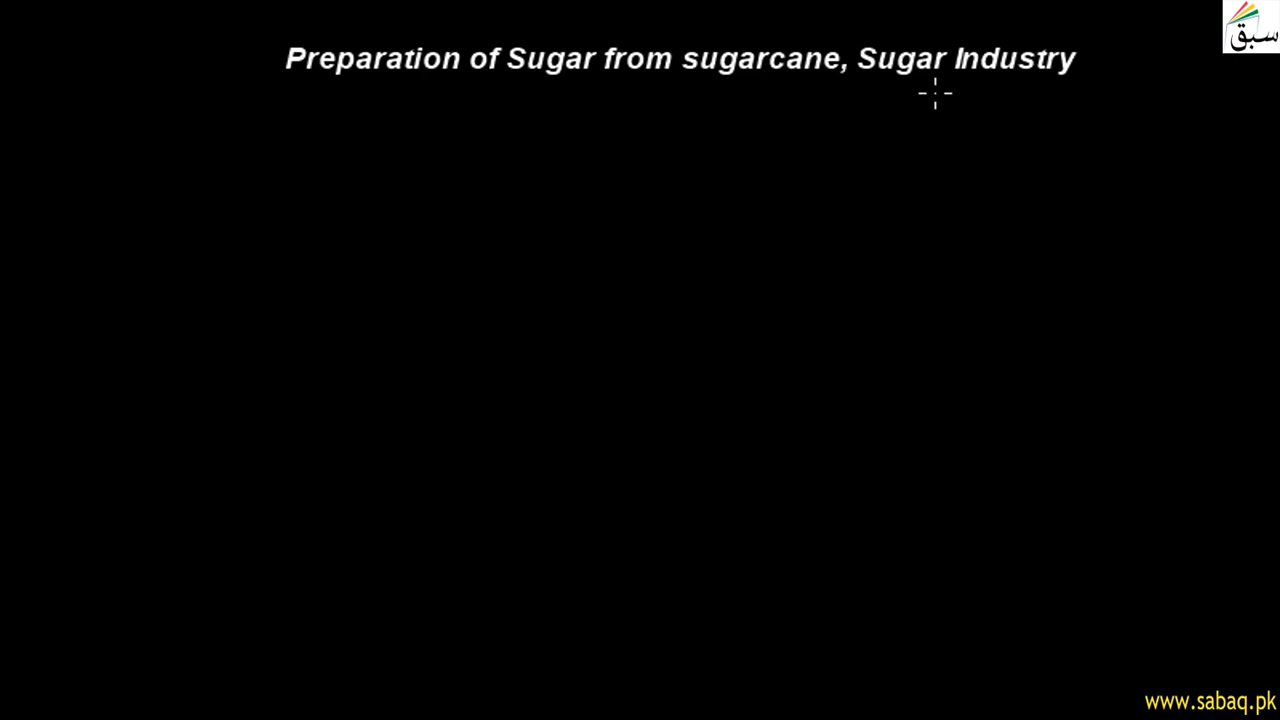 سبق
Preparation of Sugar from sugarcane, Sugar Industry
www.sabaq.pk